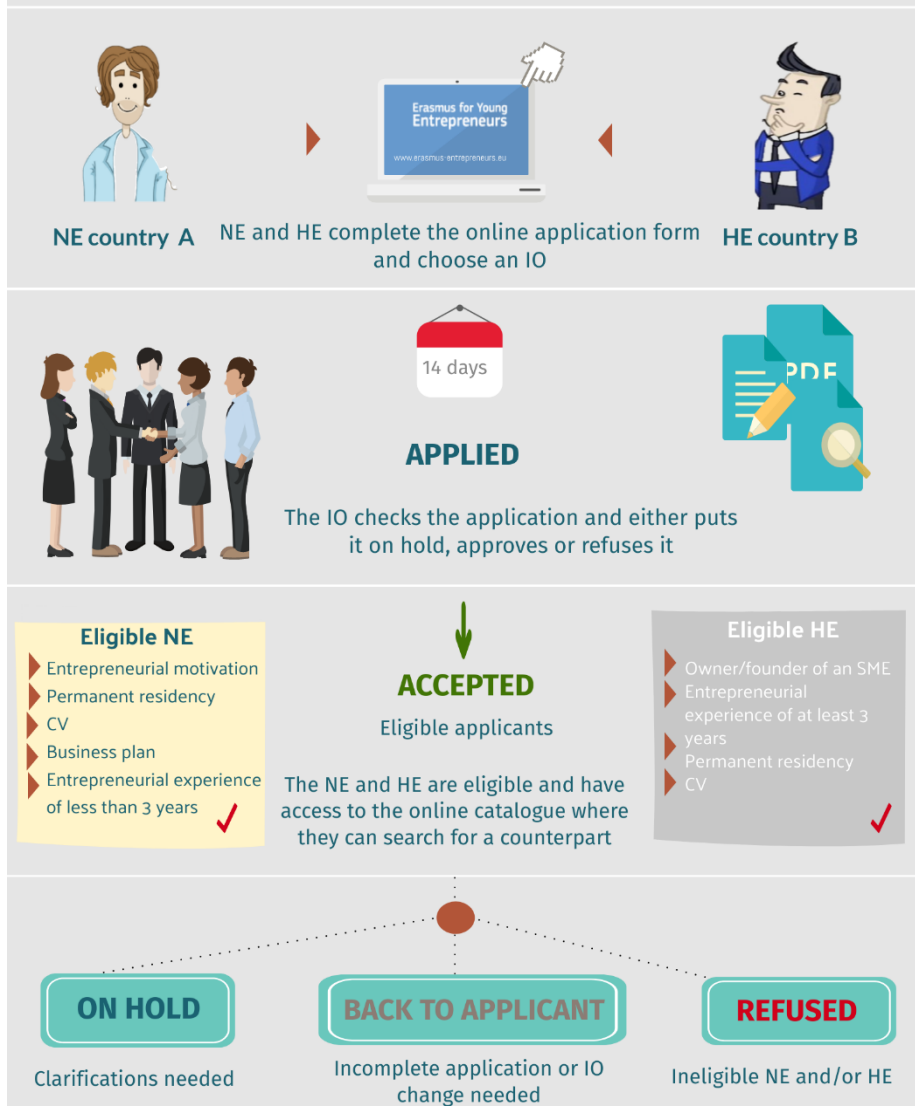 Erasmus for Young
Entrepreneurs
www.erasmus-entrepreneurs.eu
NE country A
NE and HE complete the online application form
and choose an IO
HE country B
14 days
PDF
APPLIED
The IO checks the application and either puts
it on hold, approves or refuses it
Eligible NE
Entrepreneurial motivation
Permanent residency
CV
Business plan
Entrepreneurial experience
of less than 3 years
ACCEPTED
Eligible applicants
The NE and HE are eligible and have
access to the online catalogue where
they can search for a counterpart
Eligible HE
Owner/founder of an SME
Entrepreneurial
experience of at least 3
years
Permanent residency
CV
ON HOLD
Clarifications needed
BACK TO APPLICANT
Incomplete application or IO
change needed
REFUSED
Ineligible NE and/or HE